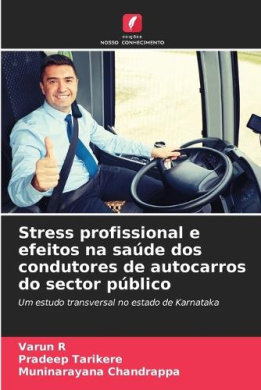 edições
NOSSO CONHECIMENTO
Stress profissional e
efeitos na saúde dos
condutores de autocarros
do sector público
Um estudo transversal no estado de Karnataka
Varun R
Pradeep Tarikere
Muninarayana Chandrappa